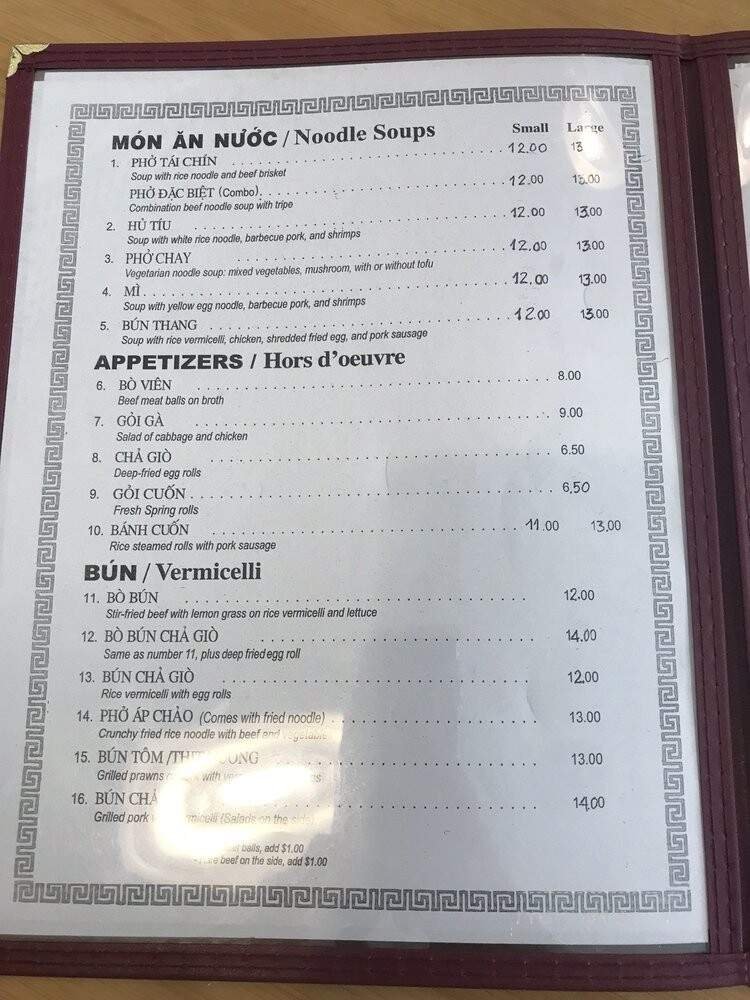 MÓN ĂN NƯỚC / Noodle Soups Small Large
1. PHỞ TÁI CHÍN 12.00 13
Soup with rice noodle and beef brisket
PHỞ ĐẶC BIỆT (Combo). 12.00 13.00
Combination beef noodle soup with tripe
2. HỦ TÍU 12.00 13.00
Soup with white rice noodle, barbecue pork, and shrimps
3. PHỞ CHAY 12.00 13.00
Vegetarian noodle soup: mixed vegetables, mushroom, with or without tofu
4. MÌ 12.00 13.00
Soup with yellow egg noodle, barbecue pork, and shrimps
5. BÚN THANG 12.00 13.00
Soup with rice vermicelli, chicken, shredded fried egg, and pork sausage
APPETIZERS / Hors d'oeuvre
6. BÒ VIÊN 8.00
Beef meat balls on broth
7. GỎI GÀ 9.00
Salad of cabbage and chicken
8. CHẢ GIÒ 6.50
Deep-fried egg rolls
9. GỎI CUỐN 6.50
Fresh Spring rolls
10. BÁNH CUỐN 11.00 13.00
Rice steamed rolls with pork sausage
BÚN / Vermicelli
11. BÒ BÚN 12.00
Stir-fried beef with lemon grass on rice vermicelli and lettuce
12. BÒ BÚN CHẢ GIÒ 14.00
Same as number 11, plus deep fried egg roll
13. BÚN CHẢ GIÒ 12.00
Rice vermicelli with egg rolls
14. PHỞ ÁP CHẢO (Comes with fried noodle) 13.00
Crunchy fried rice noodle with beef and vegetable
15. BÚN TÔM / 13.00
Grilled prawns with
16. BÚN CHẢ 14.00
Grilled pork (Salads on the side)
balls, add $1.00
beef on the side, add $1.00